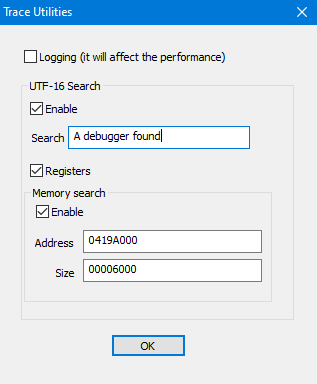 Trace Utilities
Logging (it will affect the performance)
UTF-16 Search
Enable
Search A debugger found
Registers
Memory search
Enable
Address 0419A000
Size 00006000
OK